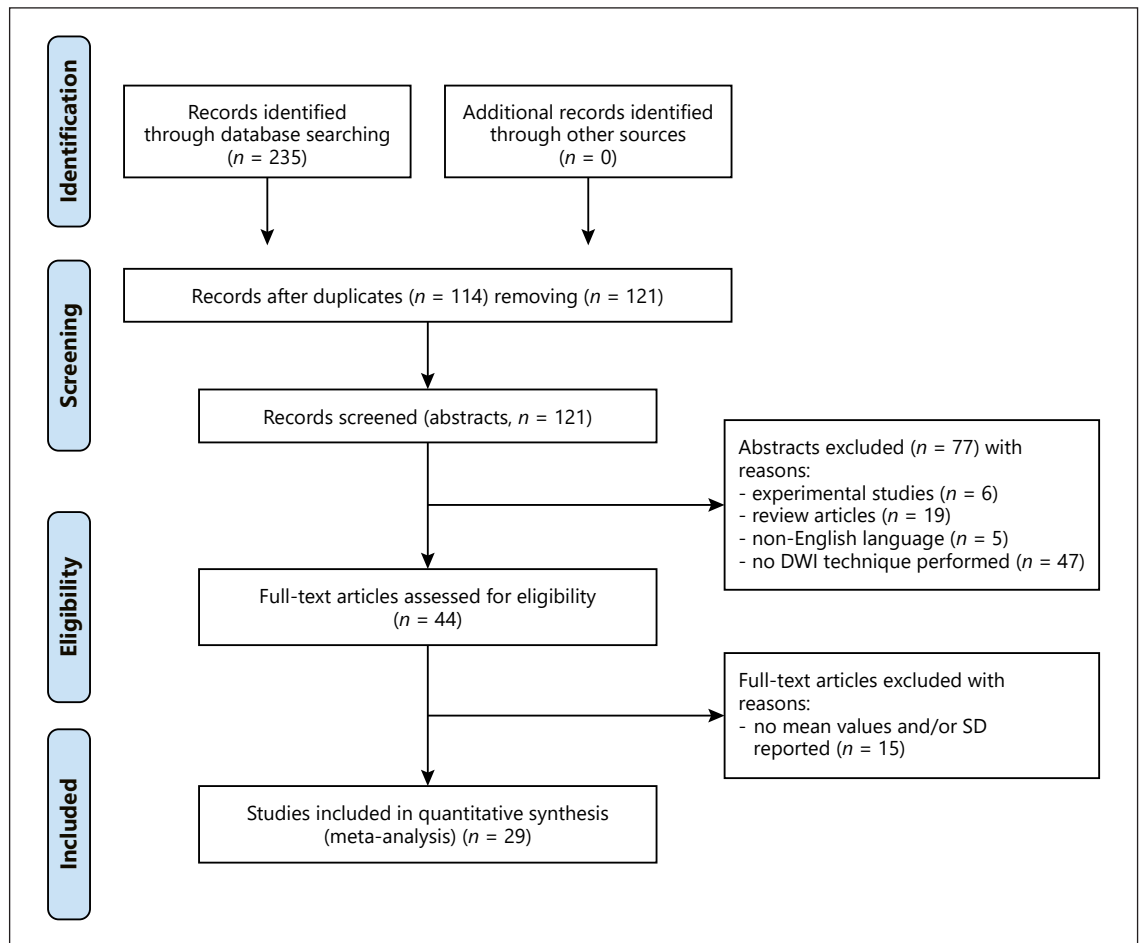 Identification
Records identified
through database searching
(n = 235)
Additional records identified
through other sources
(n = 0)
Screening
Records after duplicates (n = 114) removing (n = 121)
Records screened (abstracts, n = 121)
Abstracts excluded (n = 77) with
reasons:
- experimental studies (n = 6)
- review articles (n = 19)
- non-English language (n = 5)
- no DWI technique performed (n = 47)
Eligibility
Full-text articles assessed for eligibility
(n = 44)
Full-text articles excluded with
reasons:
- no mean values and/or SD
reported (n = 15)
Included
Studies included in quantitative synthesis
(meta-analysis) (n = 29)